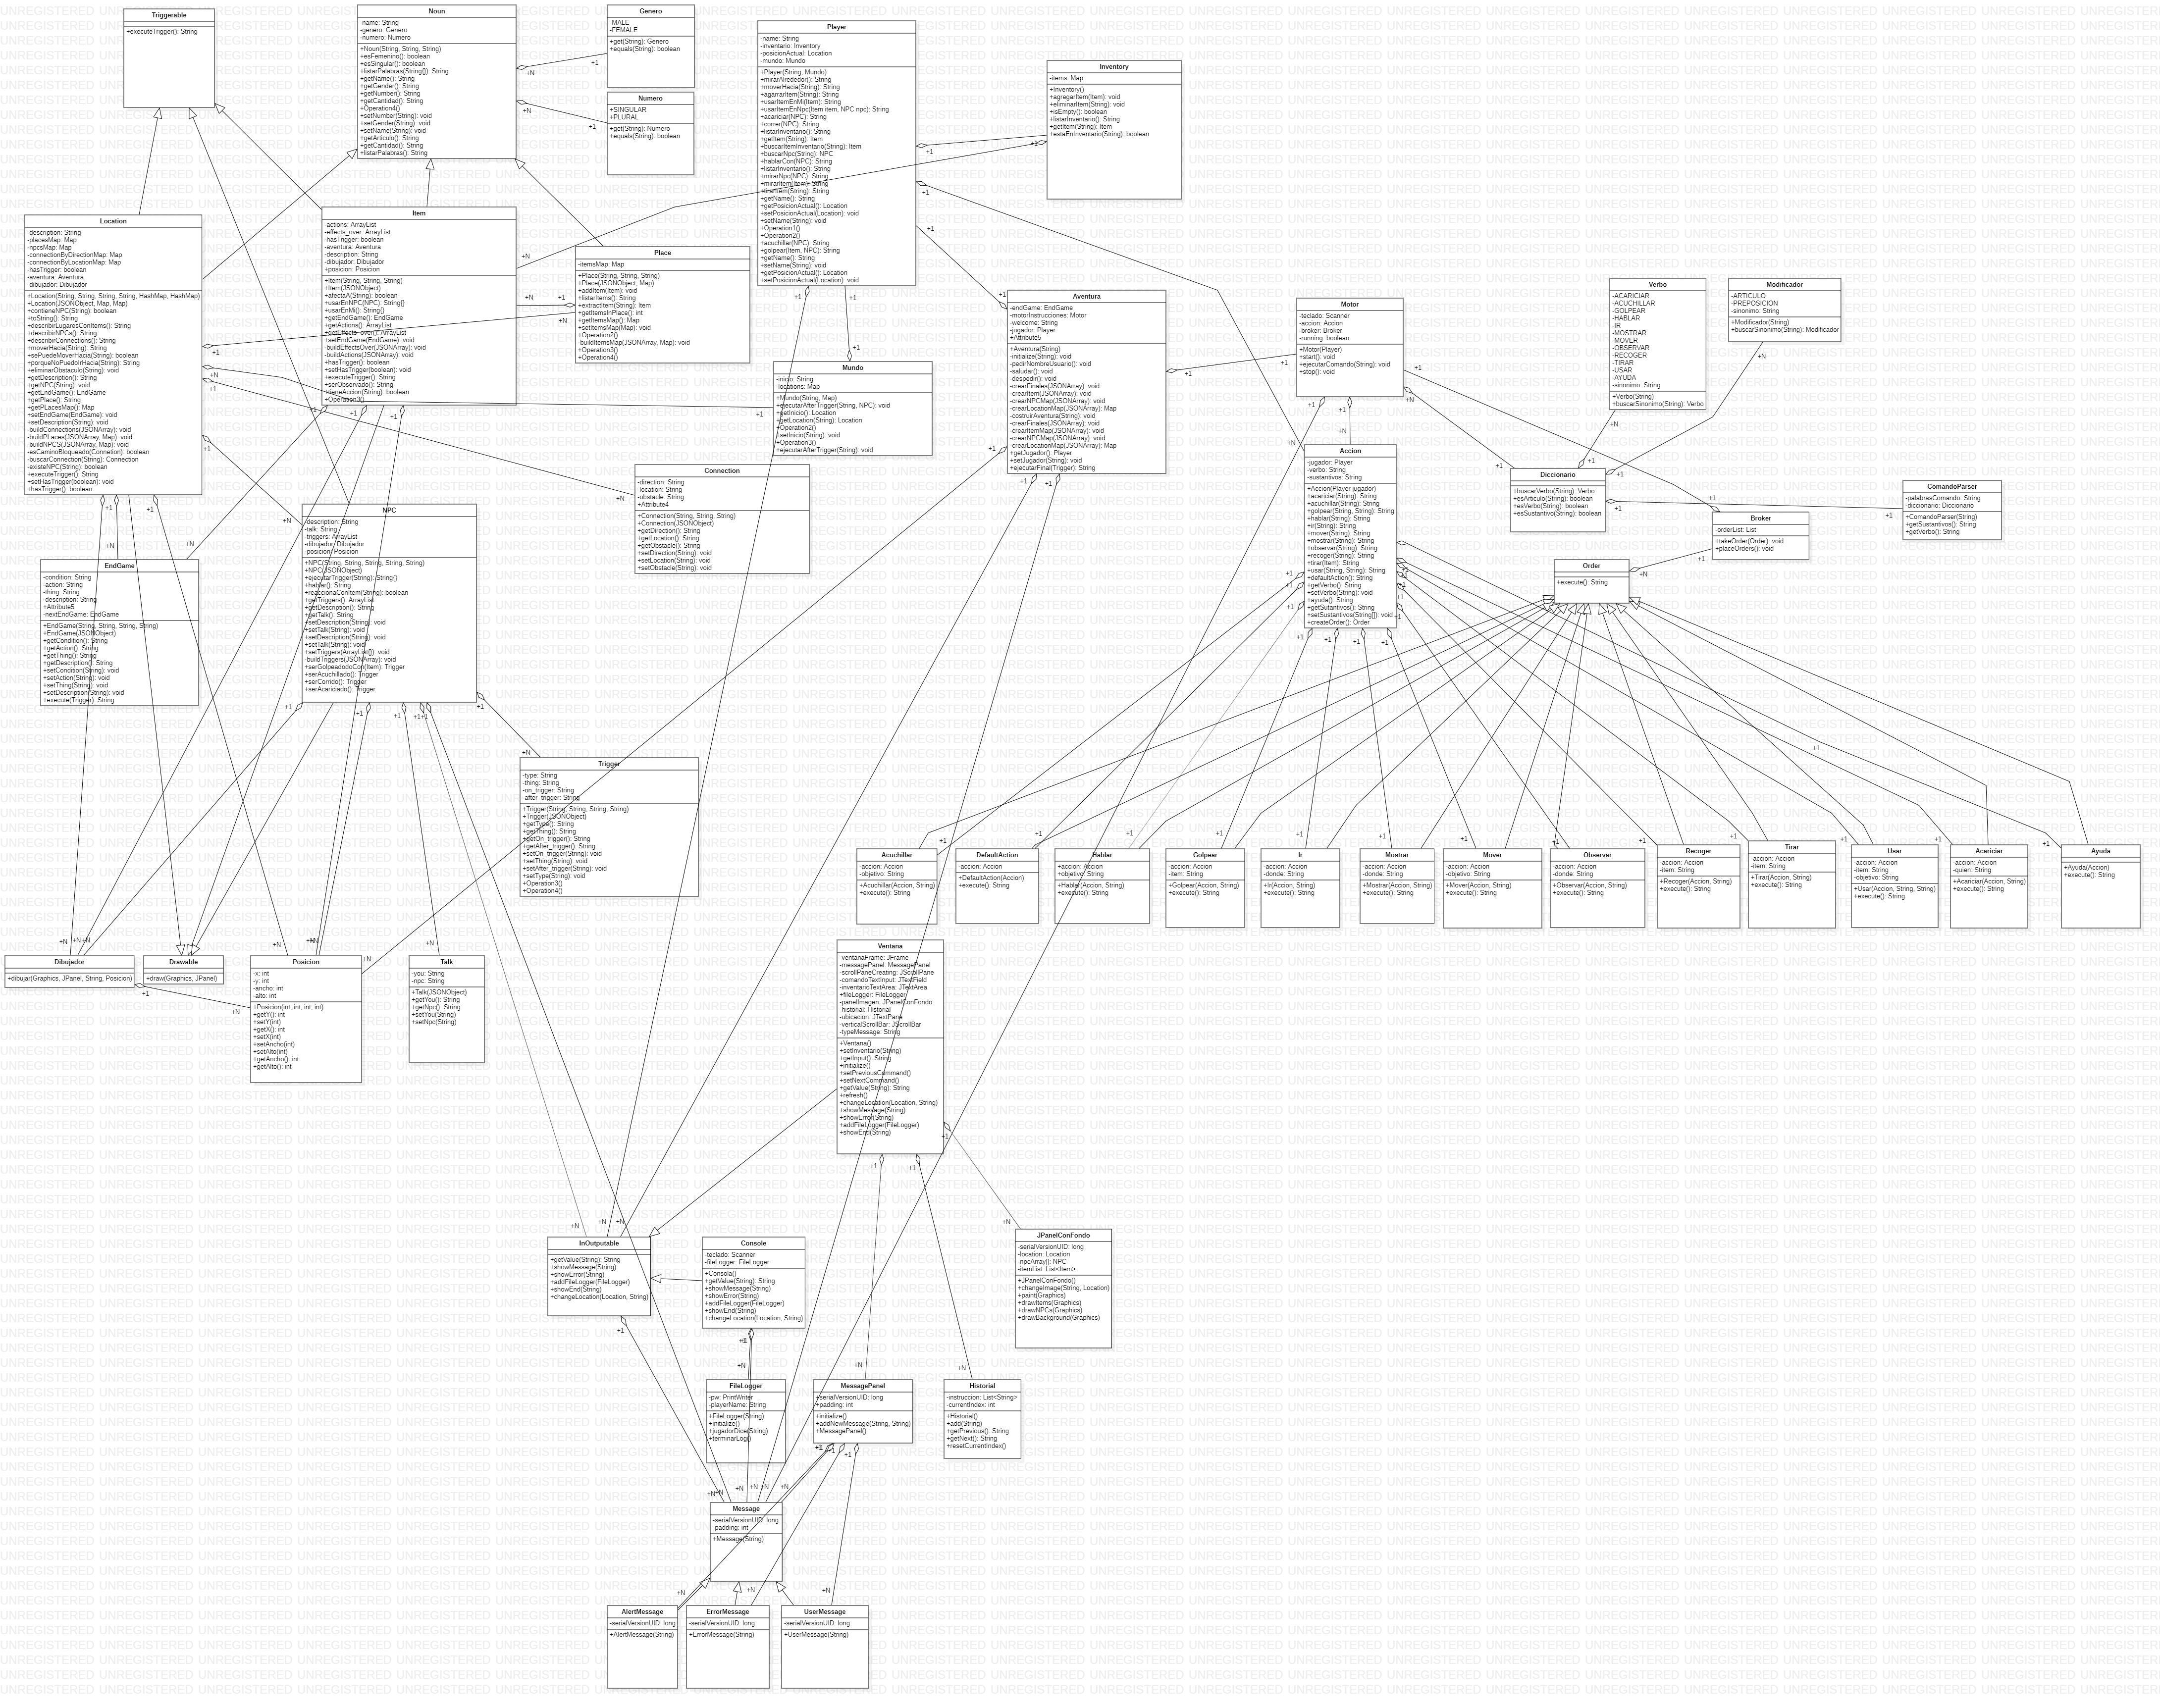 Triggerable
+executeTrigger(): String
Noun
-name: String
-genero: Genero
-numero: Numero
+Noun(String, String, String)
+esFemenino(): boolean
+esSingular(): boolean
+listarPalabras(String[]): String
+getName(): String
+getGender(): String
+getNumber(): String
+getCantidad(): String
+Operation4()
+setNumber(String): void
+setGender(String): void
+setName(String): void
+getArticulo(): String
+getCantidad(): String
+listarPalabras(): String
Genero
-MALE
-FEMALE
+get(String): Genero
+equals(String): boolean
Numero
+SINGULAR
+PLURAL
+get(String): Numero
+equals(String): boolean
Player
-name: String
-inventario: Inventory
-posicionActual: Location
-mundo: Mundo
+Player(String, Mundo)
+mirarAlrededor(): String
+moverHacia(String): String
+agarrarItem(String): String
+usarItemEnMi(Item): String
+usarItemEnNpc(Item item, NPC npc): String
+acariciar(NPC): String
+correr(NPC): String
+listarInventario(): String
+getItem(String): Item
+buscarItemInventario(String): Item
+buscarNpc(String): NPC
+hablarCon(NPC): String
+listarInventario(): String
+mirarNpc(NPC): String
+mirarItem(Item): String
+tirarItem(String): String
+getName(): String
+getPosicionActual(): Location
+setPosicionActual(Location): void
+setName(String): void
+Operation1()
+Operation2()
+acuchillar(NPC): String
+golpear(Item, NPC): String
+getName(): String
+setName(String): void
+getPosicionActual(): Location
+setPosicionActual(Location): void
Inventory
-items: Map
+Inventory()
+agregarItem(Item): void
+eliminarItem(String): void
+isEmpty(): boolean
+listarInventario(): String
+getItem(String): Item
+estaEnInventario(String): boolean
Location
-description: String
-placesMap: Map
-npcsMap: Map
-connectionByDirectionMap: Map
-connectionByLocationMap: Map
-hasTrigger: boolean
-aventura: Aventura
-dibujador: Dibujador
+Location(String, String, String, String, HashMap, HashMap)
+Location(JSONObject, Map, Map)
+contieneNPC(String): boolean
+toString(): String
+describirLugaresConItems(): String
+describirNPCs(): String
+describirConnections(): String
+moverHacia(String): String
+sePuedeMoverHacia(String): boolean
+porqueNoPuedoIrHacia(String): String
+eliminarObstaculo(String): void
+getDescription(): String
+getNPC(String): void
+getEndGame(): EndGame
+getPlace(): String
+getPLacesMap(): Map
+setEndGame(EndGame): void
+setDescription(String): void
-buildConnections(JSONArray): void
-buildPLaces(JSONArray, Map): void
-buildNPCS(JSONArray, Map): void
-esCaminoBloqueado(Connetion): boolean
-buscarConnection(String): Connection
-existeNPC(String): boolean
+executeTrigger(): String
+setHasTrigger(boolean): void
+hasTrigger(): boolean
Item
-actions: ArrayList
-effects_over: ArrayList
-hasTrigger: boolean
-aventura: Aventura
-description: String
-dibujador: Dibujador
+posicion: Posicion
+Item(String, String, String)
+Item(JSONObject)
+afectaA(String): boolean
+usarEnNPC(NPC): String[]
+usarEnMi(): String[]
+getEndGame(): EndGame
+getActions(): ArrayList
+getEffects_over(): ArrayList
+setEndGame(EndGame): void
-buildEffectsOver(JSONArray): void
-buildActions(JSONArray): void
+hasTrigger(): boolean
+setHasTrigger(boolean): void
+executeTrigger(): String
+serObservado(): String
+tieneAccion(String): boolean
+Operation3()
Place
-itemsMap: Map
+Place(String, String, String)
+Place(JSONObject, Map)
+addItem(Item): void
+listarItems(): String
+extractItem(String): Item
+getItemsInPlace(): int
+getItemsMap(): Map
+setItemsMap(Map): void
+Operation2()
-buildItemsMap(JSONArray, Map): void
+Operation3()
+Operation4()
Mundo
-inicio: String
-locations: Map
+Mundo(String, Map)
+ejecutarAfterTrigger(String, NPC): void
+getInicio(): Location
+getLocation(String): Location
+Operation2()
+setInicio(String): void
+Operation3()
+ejecutarAfterTrigger(String): void
Aventura
-endGame: EndGame
-motorInstrucciones: Motor
-welcome: String
-jugador: Player
+Attribute5
+Aventura(String)
-initialize(String): void
-pedirNombreUsuario(): void
-saludar(): void
-despedir(): void
-crearFinales(JSONArray): void
-crearItem(JSONArray): void
-crearNPCMap(JSONArray): void
-crearLocationMap(JSONArray): Map
-costruirAventura(String): void
-crearFinales(JSONArray): void
-crearItemMap(JSONArray): void
-crearNPCMap(JSONArray): void
-crearLocationMap(JSONArray): Map
+getJugador(): Player
+setJugador(String): void
+ejecutarFinal(Trigger): String
Motor
-teclado: Scanner
-accion: Accion
-broker: Broker
-running: boolean
+Motor(Player)
+start(): void
+ejecutarComando(String): void
+stop(): void
Verbo
-ACARICIAR
-ACUCHILLAR
-GOLPEAR
-HABLAR
-IR
-MOSTRAR
-MOVER
-OBSERVAR
-RECOGER
-TIRAR
-USAR
-AYUDA
-sinonimo: String
+Verbo(String)
+buscarSinonimo(String): Verbo
Modificador
-ARTICULO
-PREPOSICION
-sinonimo: String
+Modificador(String)
+buscarSinonimo(String): Modificador
Connection
-direction: String
-location: String
-obstacle: String
+Attribute4
+Connection(String, String, String)
+Connection(JSONObject)
+getDirection(): String
+getLocation(): String
+getObstacle(): String
+setDirection(String): void
+setLocation(String): void
+setObstacle(String): void
Accion
-jugador: Player
-verbo: String
-sustantivos: String
+Accion(Player jugador)
+acariciar(String): String
+acuchillar(String): String
+golpear(String, String): String
+hablar(String): String
+ir(String): String
+mover(String): String
+mostrar(String): String
+observar(String): String
+recoger(String): String
+tirar(Item): String
+usar(String, String): String
+defaultAction(): String
+getVerbo(): String
+setVerbo(String): void
+ayuda(): String
+getSutantivos(): String
+setSustantivos(String[]): void
+createOrder(): Order
Diccionario
+buscarVerbo(String): Verbo
+esArticulo(String): boolean
+esVerbo(String): boolean
+esSustantivo(String): boolean
ComandoParser
-palabrasComando: String
-diccionario: Diccionario
+ComandoParser(String)
+getSustantivos(): String
+getVerbo(): String
Broker
-orderList: List
+takeOrder(Order): void
+placeOrders(): void
Order
+execute(): String
EndGame
-condition: String
-action: String
-thing: String
-description: String
+Attribute5
-nextEndGame: EndGame
+EndGame(String, String, String, String)
+EndGame(JSONObject)
+getCondition(): String
+getAction(): String
+getThing(): String
+getDescription(): String
+setCondition(String): void
+setAction(String): void
+setThing(String): void
+setDescription(String): void
+execute(Trigger): String
NPC
-description: String
-talk: String
-triggers: ArrayList
-dibujador: Dibujador
-posicion: Posicion
+NPC(String, String, String, String, String)
+NPC(JSONObject)
+ejecutarTrigger(String): String[]
+hablar(): String
+reaccionaConItem(String): boolean
+getTriggers(): ArrayList
+getDescription(): String
+getTalk(): String
+setDescription(String): void
+setTalk(String): void
+setDescription(String): void
+setTalk(String): void
+setTriggers(ArrayList[]): void
-buildTriggers(JSONArray): void
+serGolpeadodoCon(Item): Trigger
+serAcuchillado(): Trigger
+serCorrido(): Trigger
+serAcariciado(): Trigger
Trigger
-type: String
-thing: String
-on_trigger: String
-after_trigger: String
+Trigger(String, String, String, String)
+Trigger(JSONObject)
+getType(): String
+getThing(): String
+getOn_trigger(): String
+getAfter_trigger(): String
+setOn_trigger(String): void
+setThing(String): void
+setAfter_trigger(String): void
+setType(String): void
+Operation3()
+Operation4()
Acuchillar
-accion: Accion
-objetivo: String
+Acuchillar(Accion, String)
+execute(): String
DefaultAction
-accion: Accion
+DefaultAction(Accion)
+execute(): String
Hablar
+accion: Accion
+objetivo: String
+Hablar(Accion, String)
+execute(): String
Golpear
-accion: Accion
-item: String
+Golpear(Accion, String)
+execute(): String
Ir
-accion: Accion
-donde: String
+Ir(Accion, String)
+execute(): String
Mostrar
-accion: Accion
-donde: String
+Mostrar(Accion, String)
+execute(): String
Mover
-accion: Accion
-objetivo: String
+Mover(Accion, String)
+execute(): String
Observar
-accion: Accion
-donde: String
+Observar(Accion, String)
+execute(): String
Recoger
-accion: Accion
-item: String
+Recoger(Accion, String)
+execute(): String
Tirar
-accion: Accion
-item: String
+Tirar(Accion, String)
+execute(): String
Usar
-accion: Accion
-item: String
-objetivo: String
+Usar(Accion, String, String)
+execute(): String
Acariciar
-accion: Accion
-quien: String
+Acariciar(Accion, String)
+execute(): String
Ayuda
+Ayuda(Accion)
+execute(): String
Dibujador
+dibujar(Graphics, JPanel, String, Posicion)
Drawable
+draw(Graphics, JPanel)
Posicion
-x: int
-y: int
-ancho: int
-alto: int
+Posicion(int, int, int, int)
+getY(): int
+setY(int)
+getX(): int
+setX(int)
+setAncho(int)
+setAlto(int)
+getAncho(): int
+getAlto(): int
Talk
-you: String
-npc: String
+Talk(JSONObject)
+getYou(): String
+getNpc(): String
+setYou(String)
+setNpc(String)
Ventana
-ventanaFrame: JFrame
-messagePanel: MessagePanel
-scrollPaneCreating: JScrollPane
-comandoTextInput: JTextField
-inventarioTextArea: JTextArea
+fileLogger: FileLogger
-panelImagen: JPanelConFondo
-historial: Historial
-ubicacion: JTextPane
-verticalScrollBar: JScrollBar
-typeMessage: String
+Ventana()
+setInventario(String)
+getInput(): String
+initialize()
+setPreviousCommand()
+setNextCommand()
+getValue(String): String
+refresh()
+changeLocation(Location, String)
+showMessage(String)
+showError(String)
+addFileLogger(FileLogger)
+showEnd(String)
InOutputable
+getValue(String): String
+showMessage(String)
+showError(String)
+addFileLogger(FileLogger)
+showEnd(String)
+changeLocation(Location, String)
Console
-teclado: Scanner
-fileLogger: FileLogger
+Consola()
+getValue(String): String
+showMessage(String)
+showError(String)
+addFileLogger(FileLogger)
+showEnd(String)
+changeLocation(Location, String)
JPanelConFondo
-serialVersionUID: long
-location: Location
-npcArray[]: NPC
-itemList: List<Item>
+JPanelConFondo()
+changeImage(String, Location)
+paint(Graphics)
+drawItems(Graphics)
+drawNPCs(Graphics)
+drawBackground(Graphics)
FileLogger
-pw: PrintWriter
-playerName: String
+FileLogger(String)
+initialize()
+jugadorDice(String)
+terminarLog()
MessagePanel
+serialVersionUID: long
+padding: int
+initialize()
+addNewMessage(String, String)
+MessagePanel()
Historial
-instruccion: List<String>
-currentIndex: int
+Historial()
+add(String)
+getPrevious(): String
+getNext(): String
+resetCurrentIndex()
Message
-serialVersionUID: long
-padding: int
+Message(String)
AlertMessage
-serialVersionUID: long
+AlertMessage(String)
ErrorMessage
-serialVersionUID: long
+ErrorMessage(String)
UserMessage
-serialVersionUID: long
+UserMessage(String)